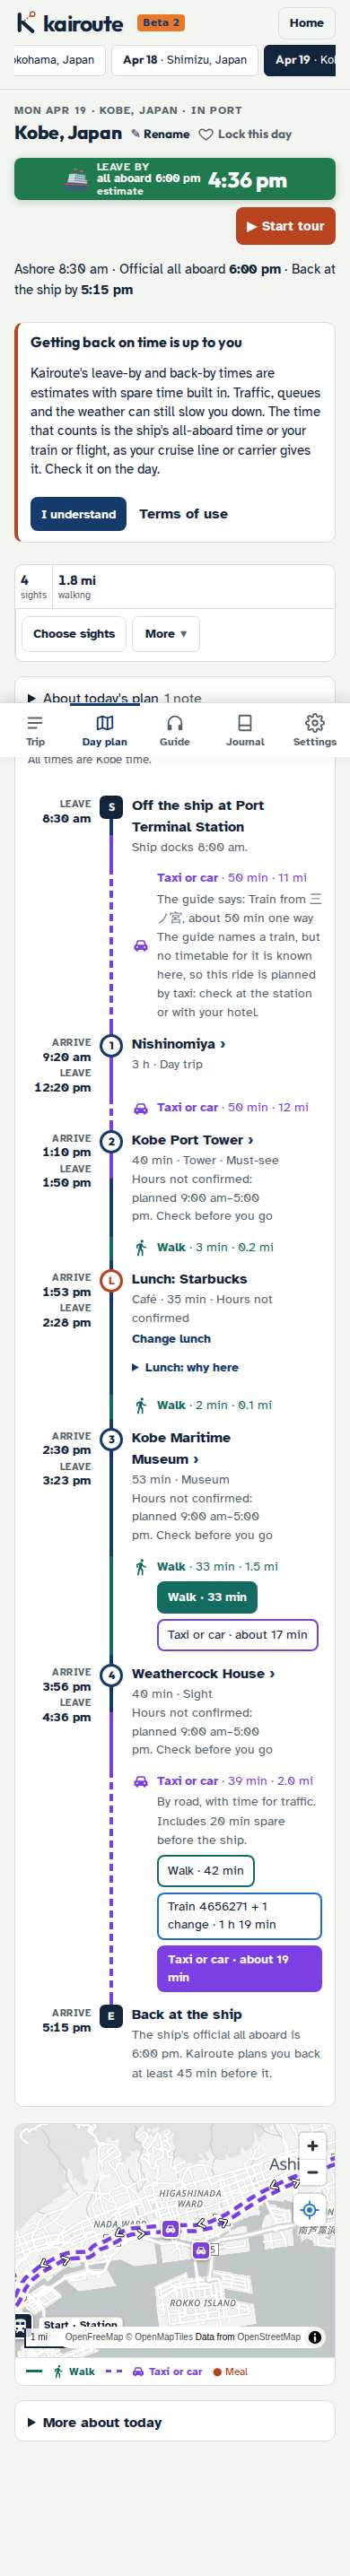 kairoute Beta 2 Home
kohama, Japan Apr 18 · Shimizu, Japan Apr 19 · Kob
MON APR 19 · KOBE, JAPAN · IN PORT
Kobe, Japan ✎ Rename Lock this day
LEAVE BY
all aboard 6:00 pm 4:36 pm
estimate
▶ Start tour
Ashore 8:30 am · Official all aboard 6:00 pm · Back at
the ship by 5:15 pm
Getting back on time is up to you
Kairoute's leave-by and back-by times are
estimates with spare time built in. Traffic, queues
and the weather can still slow you down. The time
that counts is the ship's all-aboard time or your
train or flight, as your cruise line or carrier gives
it. Check it on the day.
I understand Terms of use
4 1.8 mi
sights walking
Choose sights More ▼
▶ About today's plan 1 note
Trip Day plan Guide Journal Settings
All times are Kobe time.
LEAVE S Off the ship at Port
8:30 am Terminal Station
Ship docks 8:00 am.
Taxi or car · 50 min · 11 mi
The guide says: Train from 三
ノ宮, about 50 min one way
The guide names a train, but
no timetable for it is known
here, so this ride is planned
by taxi: check at the station
or with your hotel.
ARRIVE 1 Nishinomiya ›
9:20 am 3 h · Day trip
LEAVE
12:20 pm
Taxi or car · 50 min · 12 mi
ARRIVE 2 Kobe Port Tower ›
1:10 pm 40 min · Tower · Must-see
LEAVE Hours not confirmed:
1:50 pm planned 9:00 am–5:00
pm. Check before you go
Walk · 3 min · 0.2 mi
ARRIVE L Lunch: Starbucks
1:53 pm Café · 35 min · Hours not
LEAVE confirmed
2:28 pm Change lunch
▶ Lunch: why here
Walk · 2 min · 0.1 mi
ARRIVE 3 Kobe Maritime
2:30 pm Museum ›
LEAVE 53 min · Museum
3:23 pm Hours not confirmed:
planned 9:00 am–5:00
pm. Check before you go
Walk · 33 min · 1.5 mi
Walk · 33 min
Taxi or car · about 17 min
ARRIVE 4 Weathercock House ›
3:56 pm 40 min · Sight
LEAVE Hours not confirmed:
4:36 pm planned 9:00 am–5:00
pm. Check before you go
Taxi or car · 39 min · 2.0 mi
By road, with time for traffic.
Includes 20 min spare
before the ship.
Walk · 42 min
Train 4656271 + 1
change · 1 h 19 min
Taxi or car · about 19
min
ARRIVE E Back at the ship
5:15 pm The ship's official all aboard is
6:00 pm. Kairoute plans you back
at least 45 min before it.
Ashi
HIGASHINADA
WARD
NADA WARD
5
南芦屋浜
ROKKO ISLAND
Start · Station
1 mi OpenFreeMap © OpenMapTiles Data from OpenStreetMap
Walk Taxi or car Meal
▶ More about today